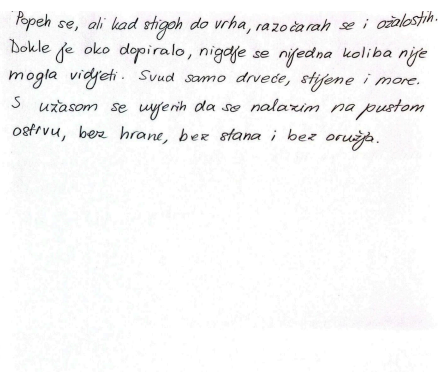 Popeh se, ali kad stigoh do vrha, razočarah se i ožalostih.
Dokle je oko dopiralo, nigdje se nijedna koliba nije
mogla vidjeti. Svud samo drveće, stijene i more.
S užasom se uvjerih da se nalazim na pustom
ostrvu, bez hrane, bez stana i bez oružja.